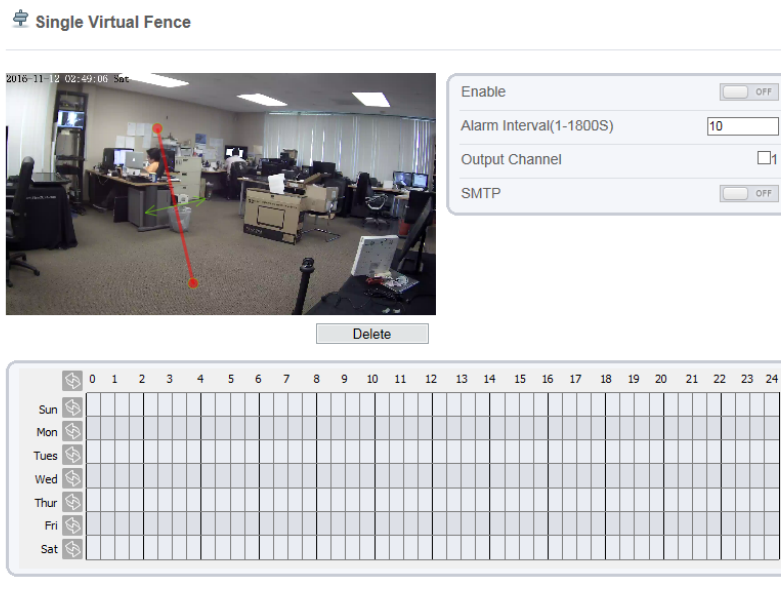 Single Virtual Fence
2016-11-12 02:49:06 Sat
Enable OFF
Alarm Interval(1-1800S) 10
Output Channel 1
SMTP OFF
Delete
0 1 2 3 4 5 6 7 8 9 10 11 12 13 14 15 16 17 18 19 20 21 22 23 24
Sun
Mon
Tues
Wed
Thur
Fri
Sat